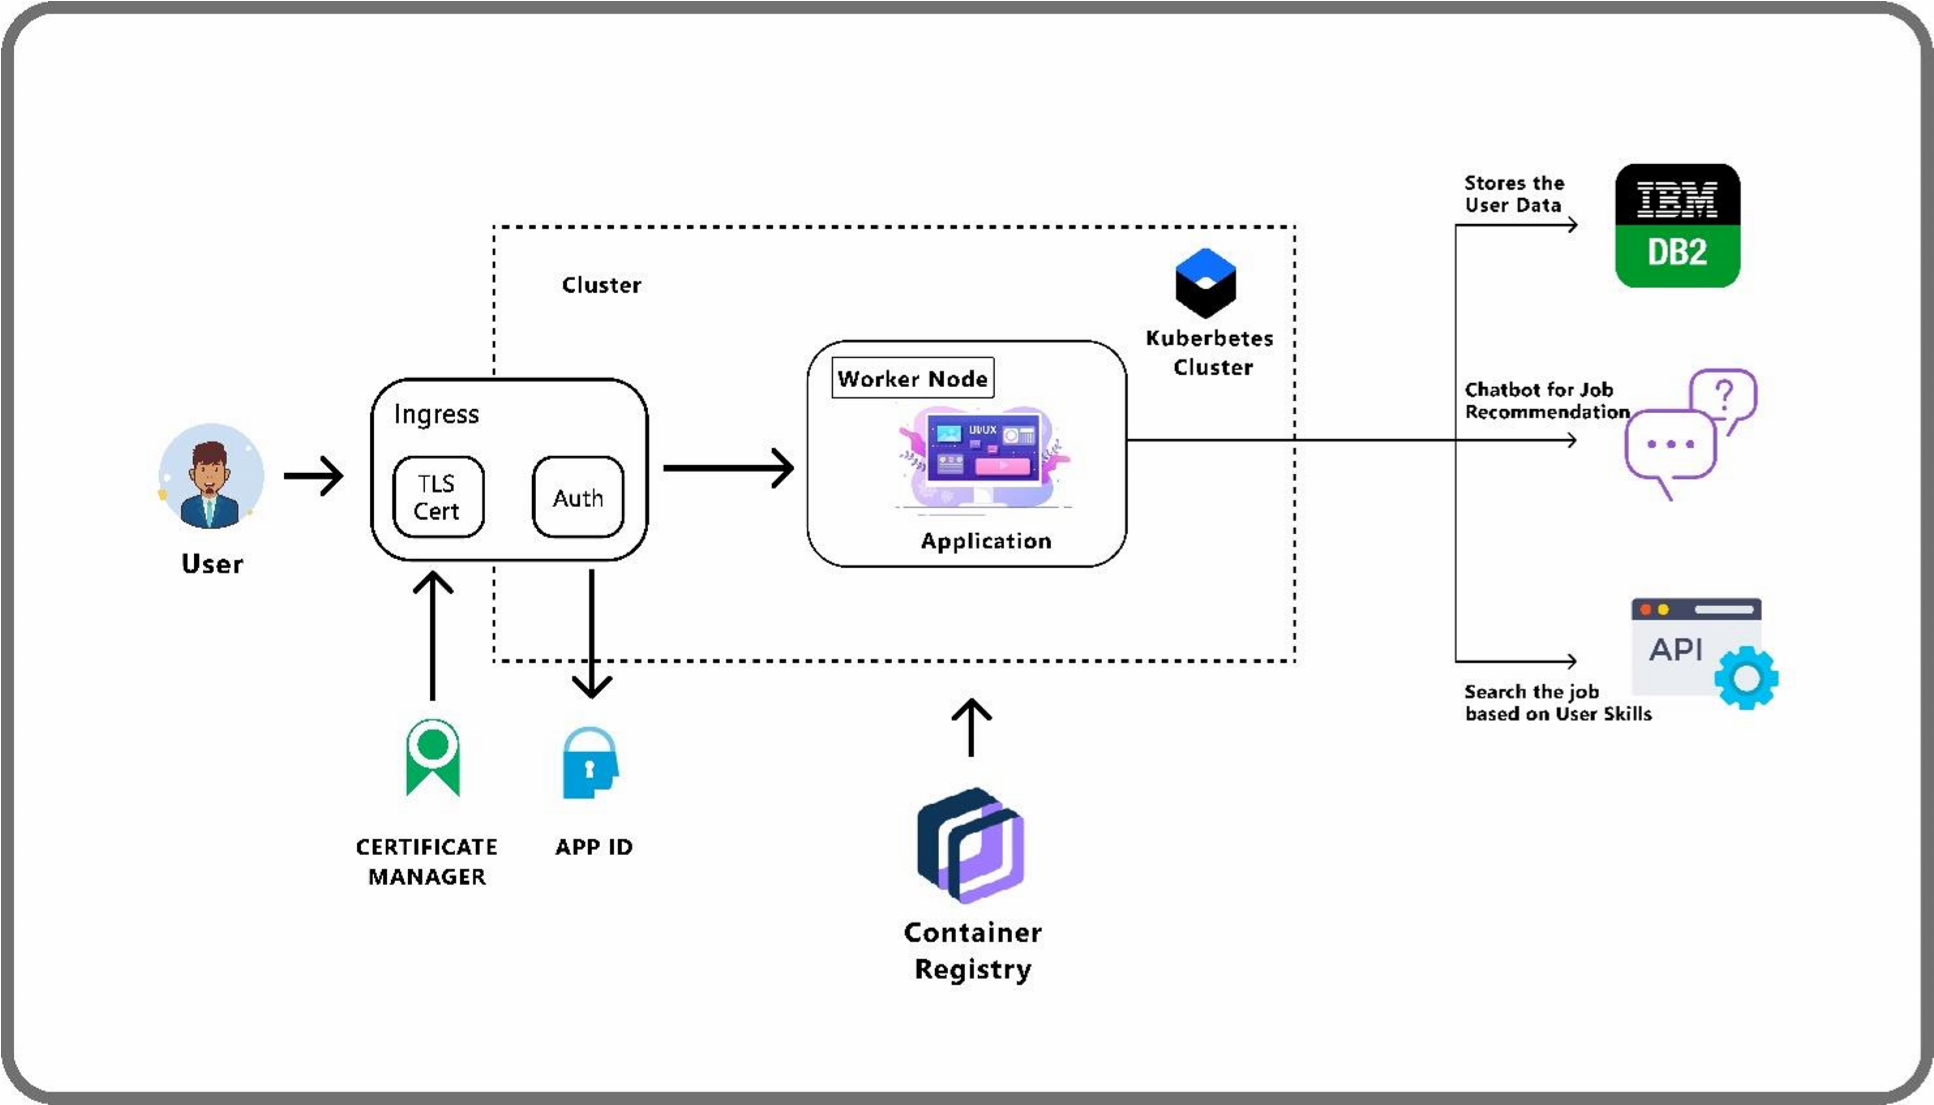 Stores the
User Data
IBM
DB2
Cluster
Kuberbetes
Cluster
Worker Node
UI/UX
Application
Ingress
TLS
Cert
Auth
User
Chatbot for Job
Recommendation
?
API
Search the job
based on User Skills
CERTIFICATE
MANAGER
APP ID
Container
Registry